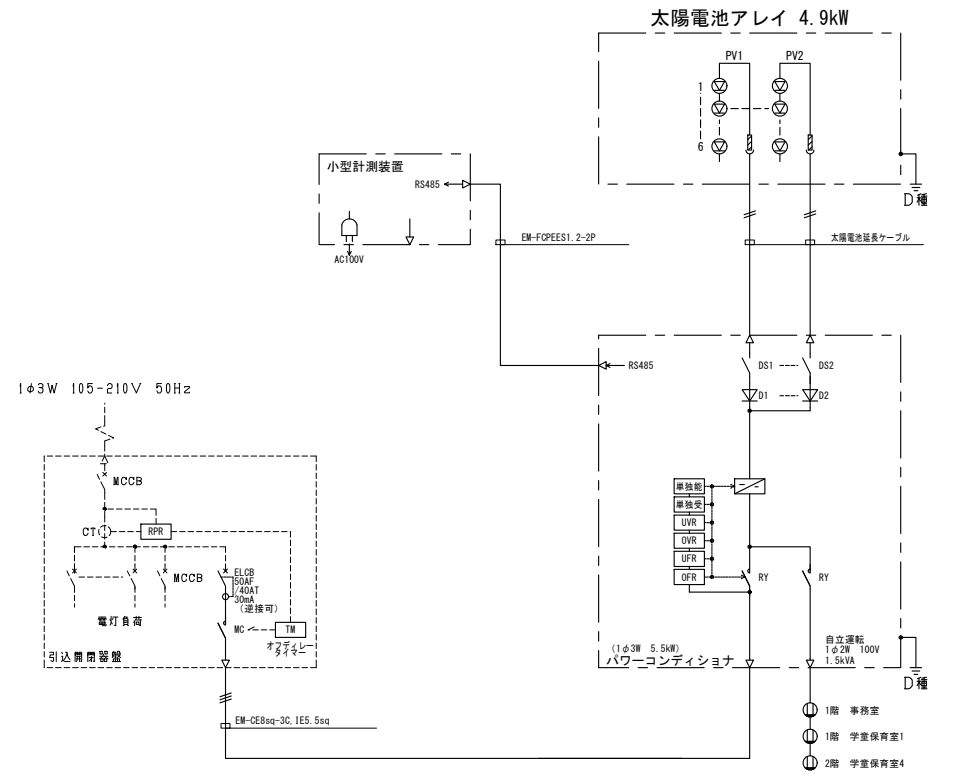 太陽電池アレイ 4.9kW
PV1
PV2
1
6
D種
小型計測装置
RS485
AC100V
EM-FCPEES1.2-2P
太陽電池延長ケーブル
RS485
DS1
DS2
D1
D2
1φ3W 105-210V 50Hz
MCCB
CT
RPR
MCCB
ELCB
50AF
/40AT
30mA
(逆接可)
電灯負荷
MC
TM
オフディレー
タイマー
引込開閉器盤
単独能
単独受
UVR
OVR
UFR
OFR
RY
RY
(1φ3W 5.5kW)
パワーコンディショナ
自立運転
1φ2W 100V
1.5kVA
D種
EM-CE8sq-3C,IE5.5sq
1階 事務室
1階 学童保育室1
2階 学童保育室4